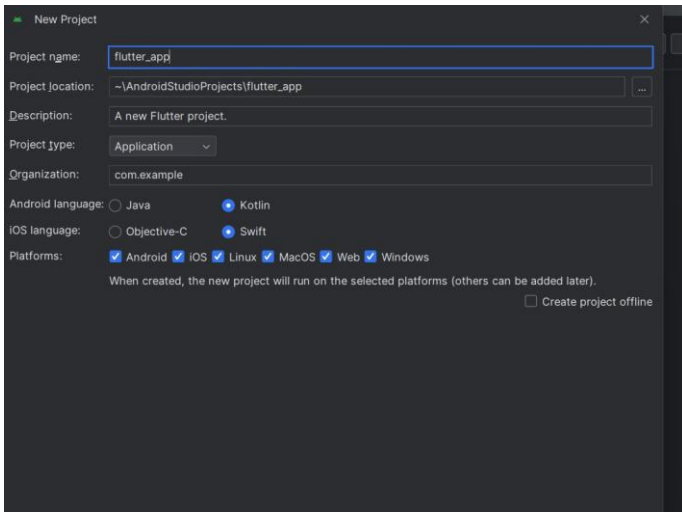 New Project
Project name: flutter_app
Project location: ~\AndroidStudioProjects\flutter_app ...
Description: A new Flutter project.
Project type: Application
Organization: com.example
Android language: Java Kotlin
iOS language: Objective-C Swift
Platforms: Android iOS Linux MacOS Web Windows
When created, the new project will run on the selected platforms (others can be added later).
Create project offline